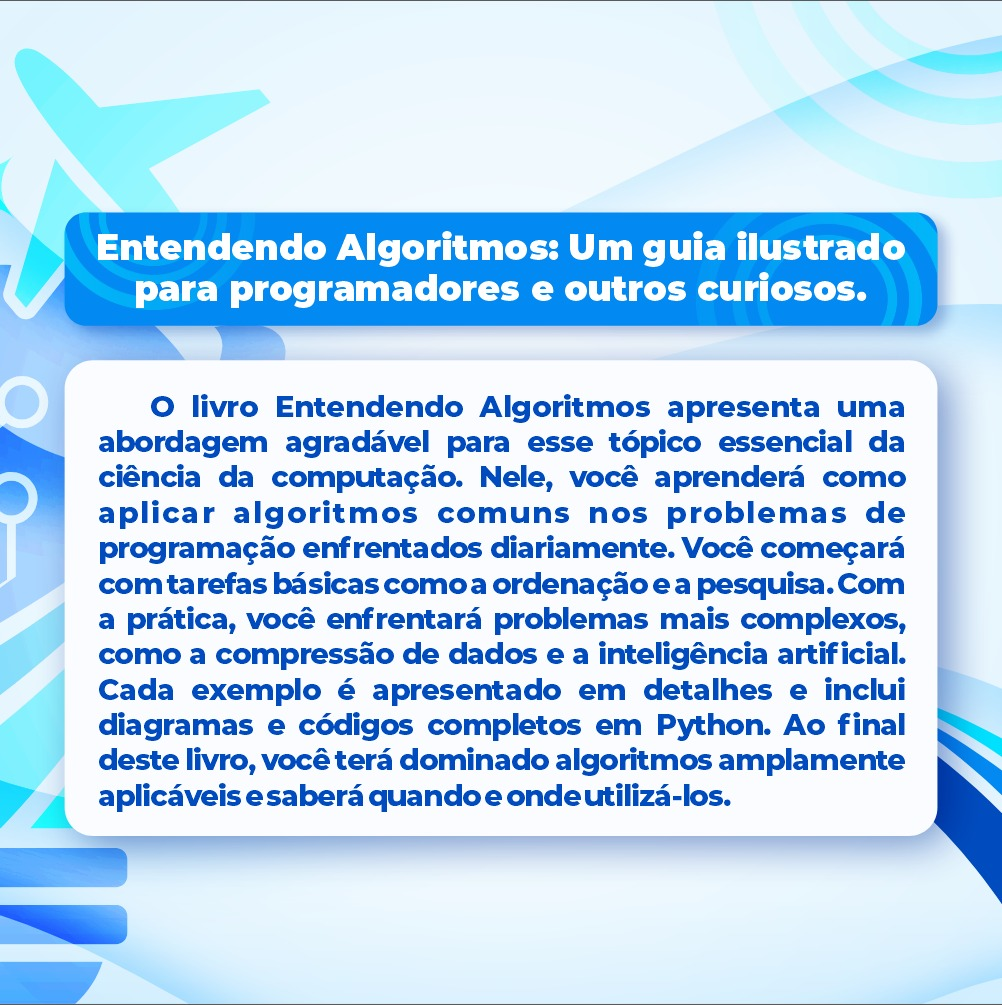 Entendendo Algoritmos: Um guia ilustrado
para programadores e outros curiosos.
O livro Entendendo Algoritmos apresenta uma
abordagem agradável para esse tópico essencial da
ciência da computação. Nele, você aprenderá como
aplicar algoritmos comuns nos problemas de
programação enfrentados diariamente. Você começará
com tarefas básicas como a ordenação e a pesquisa. Com
a prática, você enfrentará problemas mais complexos,
como a compressão de dados e a inteligência artificial.
Cada exemplo é apresentado em detalhes e inclui
diagramas e códigos completos em Python. Ao final
deste livro, você terá dominado algoritmos amplamente
aplicáveis e saberá quando e onde utilizá-los.